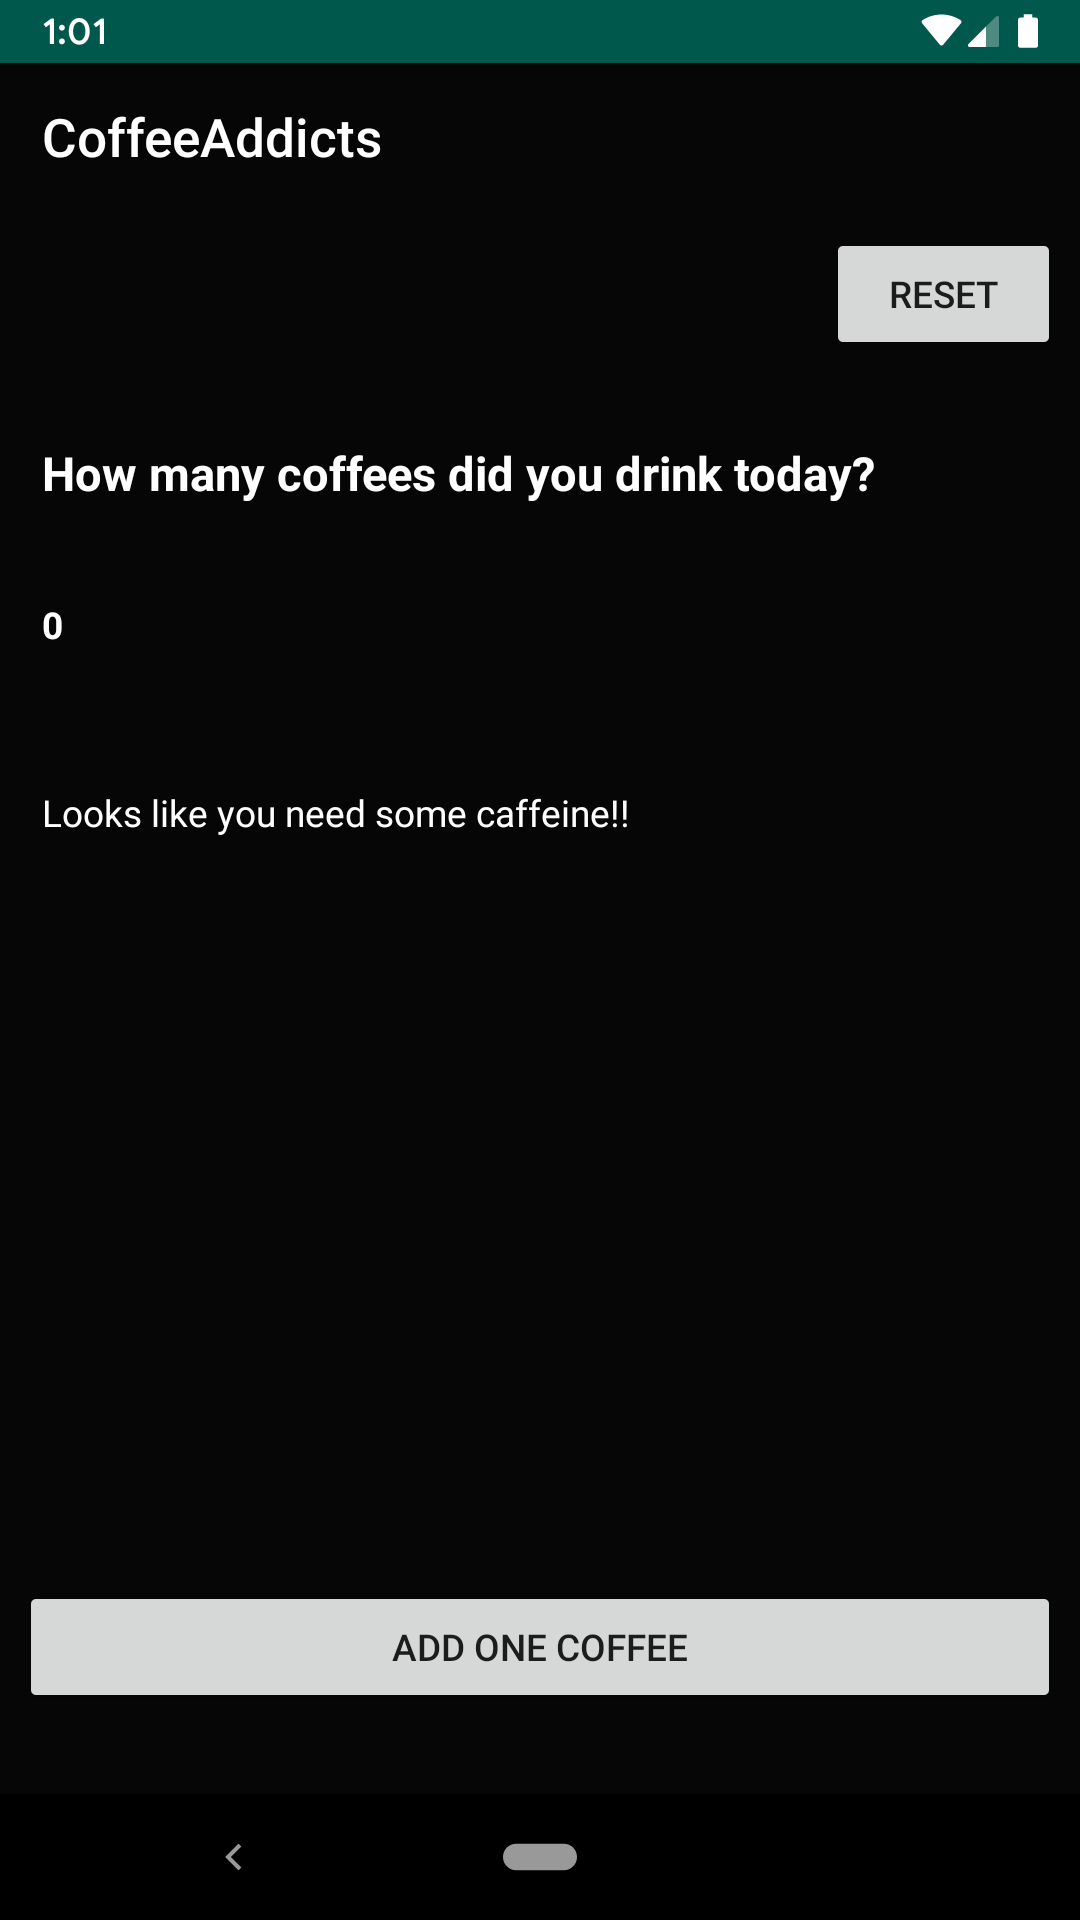 1:01
CoffeeAddicts
RESET
How many coffees did you drink today?
0
Looks like you need some caffeine!!
ADD ONE COFFEE